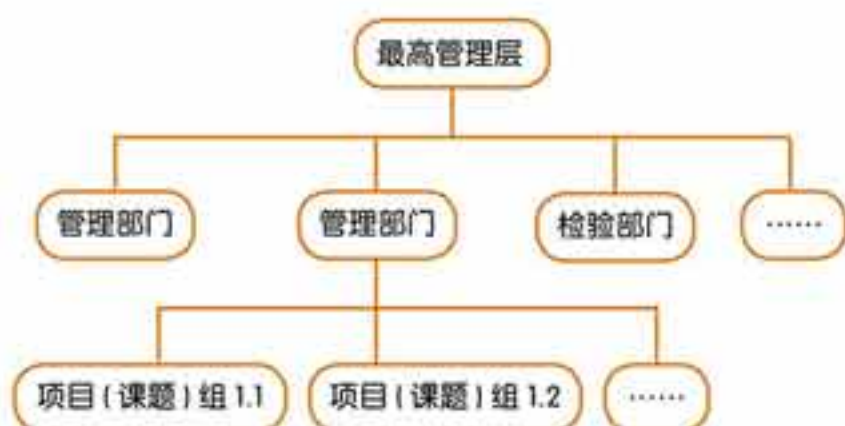 最高管理层
管理部门
管理部门
检验部门
……
项目(课题)组 1.1
项目(课题)组 1.2
……